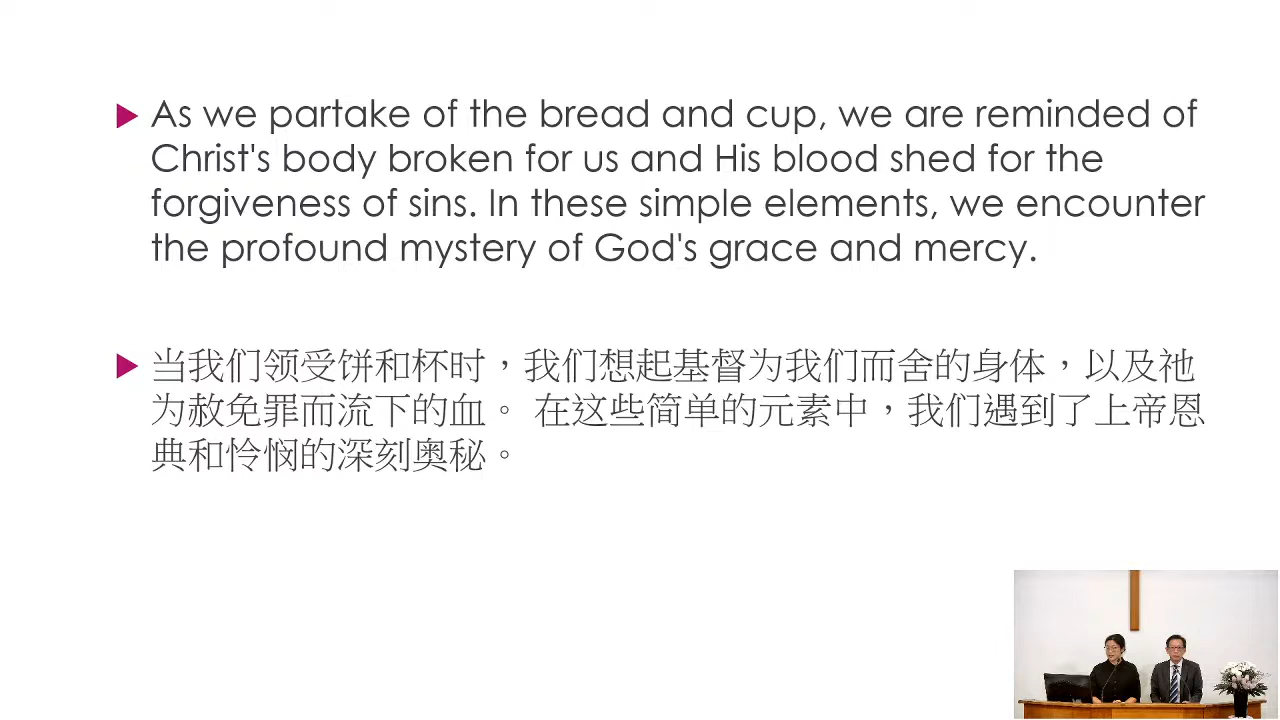 As we partake of the bread and cup, we are reminded of
Christ's body broken for us and His blood shed for the
forgiveness of sins. In these simple elements, we encounter
the profound mystery of God's grace and mercy.
当我们领受饼和杯时，我们想起基督为我们而舍的身体，以及祂
为赦免罪而流下的血。 在这些简单的元素中，我们遇到了上帝恩
典和怜悯的深刻奥秘。